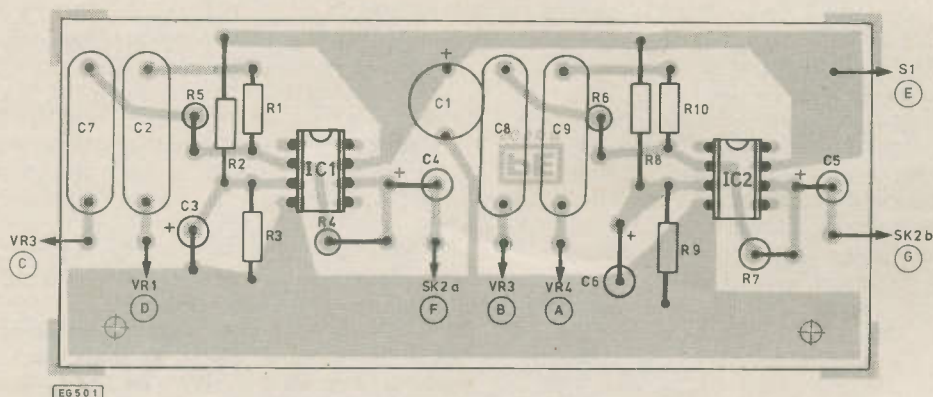 S1
E
C7
C2
R5
R1
R2
IC1
C3
R3
R4
C4
C1
C8
C9
R6
R10
R8
IC2
C5
R9
R7
C6
VR3
C
VR1
D
SK2a
F
VR3
B
VR4
A
SK2b
G
+
+
+
+
+
EG501